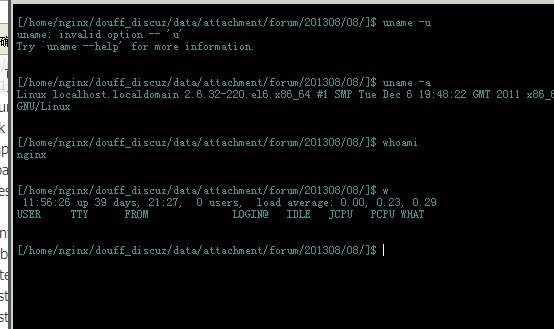 [/home/nginx/douff_discuz/data/attachment/forum/201308/08/]$ uname -u
uname: invalid option -- 'u'
Try `uname --help' for more information.
[/home/nginx/douff_discuz/data/attachment/forum/201308/08/]$ uname -a
Linux localhost.localdomain 2.6.32-220.el6.x86_64 #1 SMP Tue Dec 6 19:48:22 GMT 2011 x86_6
GNU/Linux
[/home/nginx/douff_discuz/data/attachment/forum/201308/08/]$ whoami
nginx
[/home/nginx/douff_discuz/data/attachment/forum/201308/08/]$ w
11:56:26 up 39 days, 21:27, 0 users, load average: 0.00, 0.23, 0.29
USER TTY FROM LOGIN@ IDLE JCPU PCPU WHAT
[/home/nginx/douff_discuz/data/attachment/forum/201308/08/]$